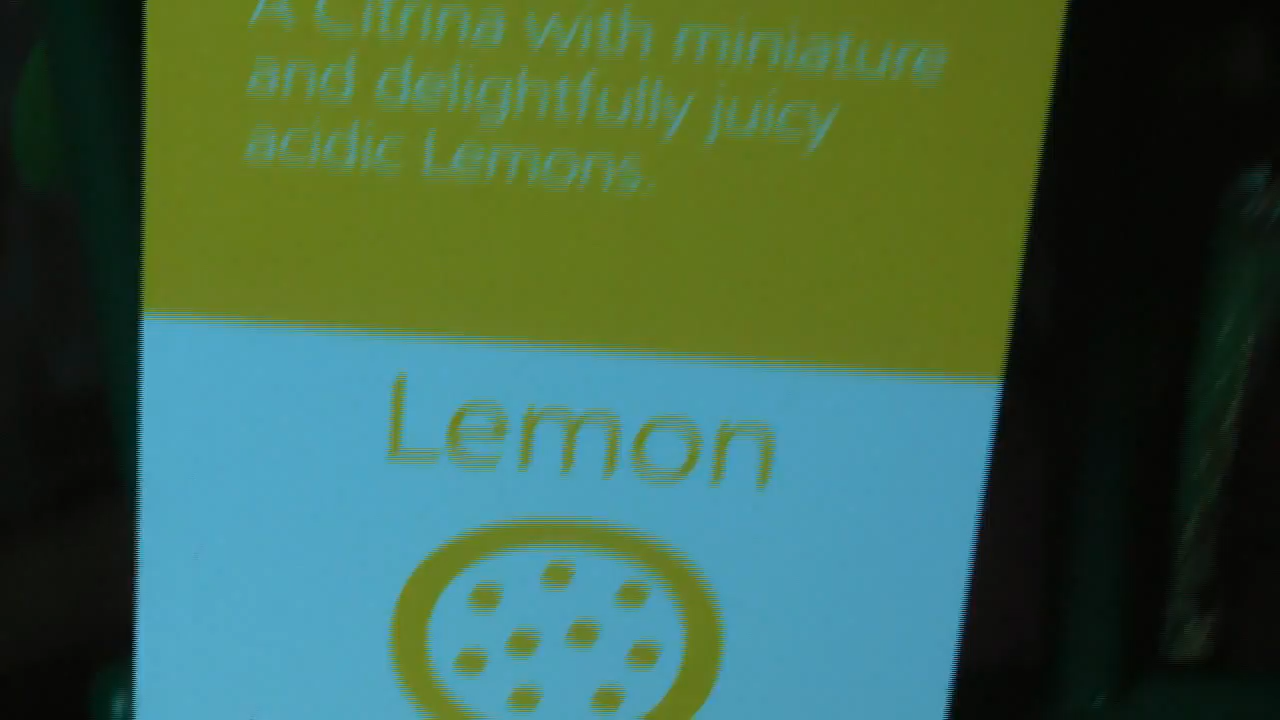 A Citrina with miniature
and delightfully juicy
acidic Lemons.
Lemon